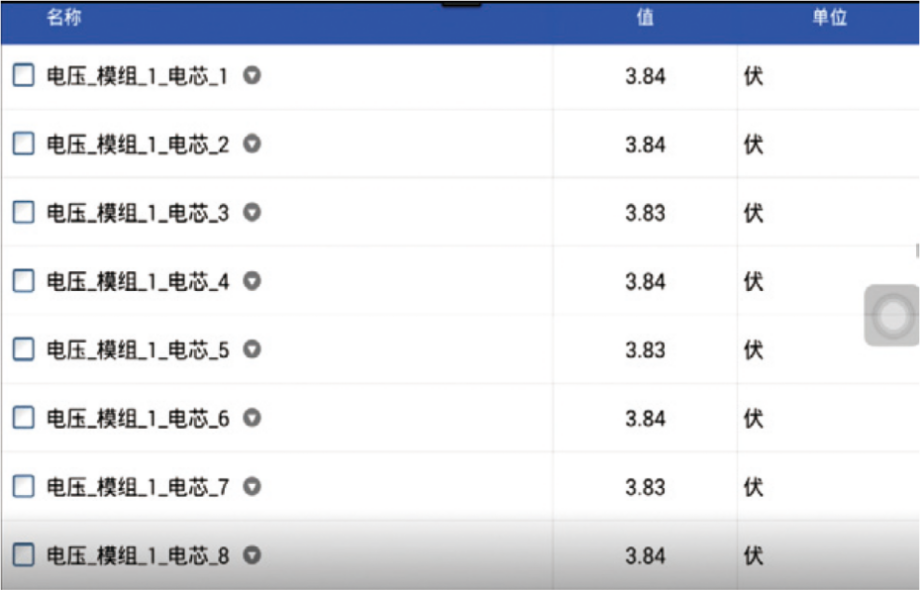 名称 值 单位
电压_模组_1_电芯_1 3.84 伏
电压_模组_1_电芯_2 3.84 伏
电压_模组_1_电芯_3 3.83 伏
电压_模组_1_电芯_4 3.84 伏
电压_模组_1_电芯_5 3.83 伏
电压_模组_1_电芯_6 3.84 伏
电压_模组_1_电芯_7 3.83 伏
电压_模组_1_电芯_8 3.84 伏